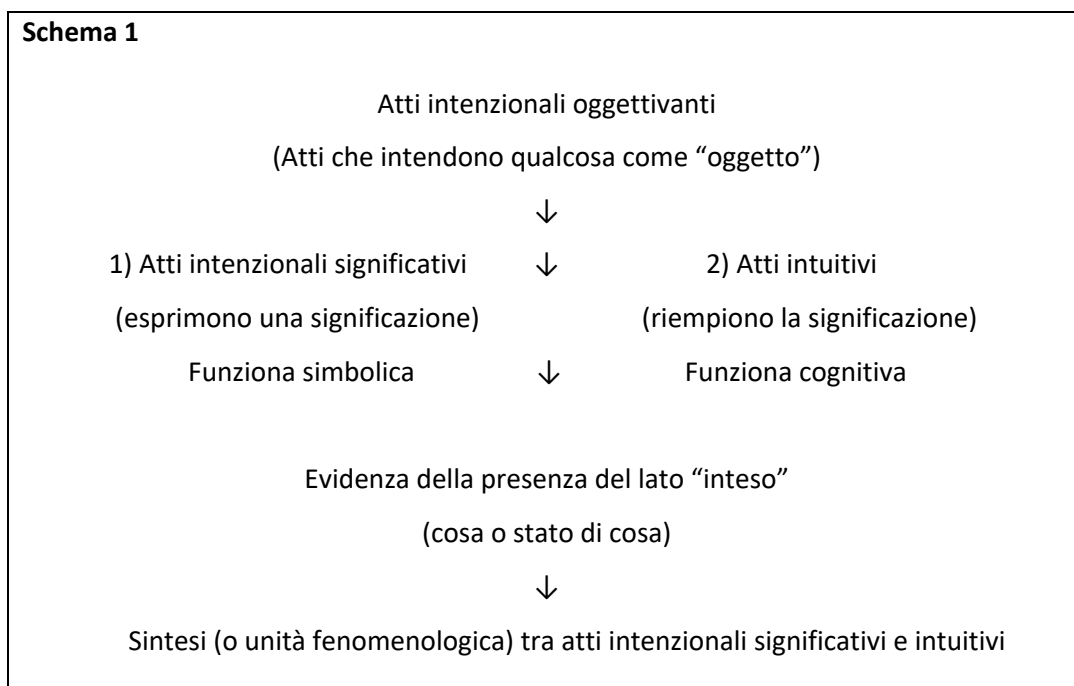 Schema 1
Atti intenzionali oggettivanti
(Atti che intendono qualcosa come “oggetto”)
↓
1) Atti intenzionali significativi ↓ 2) Atti intuitivi
(esprimono una significazione) (riempiono la significazione)
Funziona simbolica ↓ Funziona cognitiva
Evidenza della presenza del lato “inteso”
(cosa o stato di cosa)
↓
Sintesi (o unità fenomenologica) tra atti intenzionali significativi e intuitivi